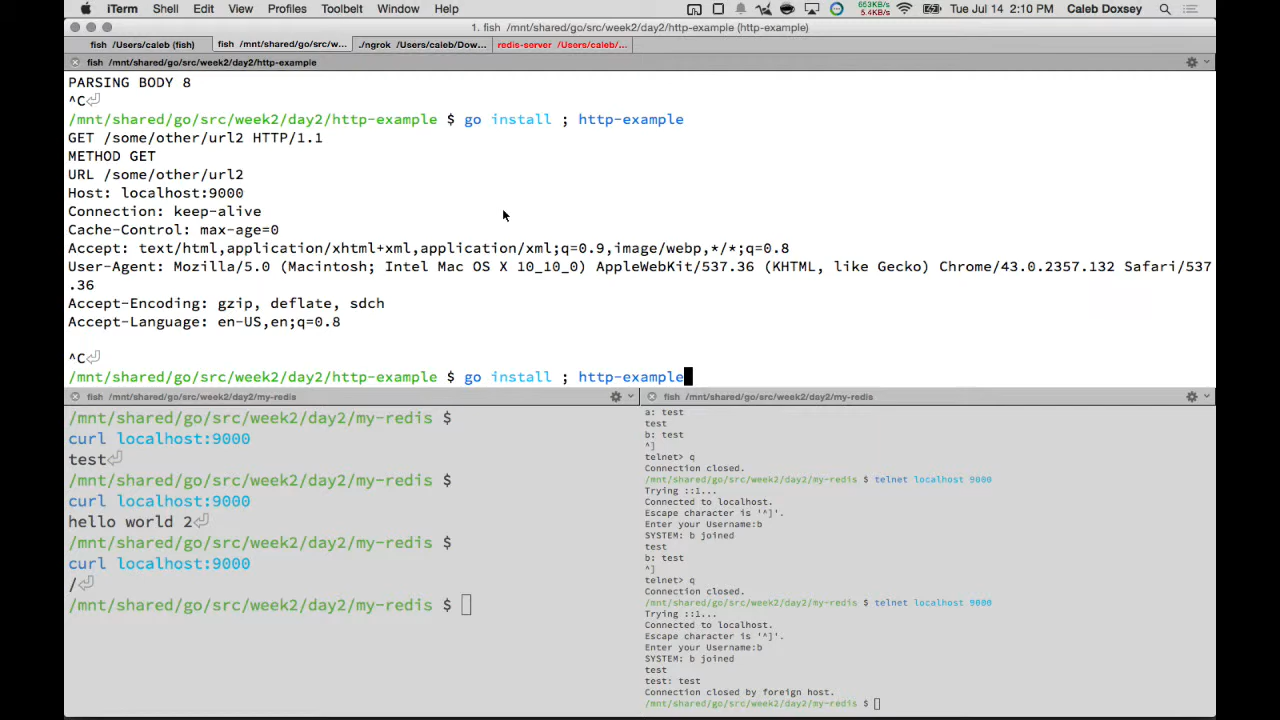 iTerm Shell Edit View Profiles Toolbelt Window Help 653KB 5.4KB/s Tue Jul 14 2:10 PM Caleb Doxsey
1. fish /mnt/shared/go/src/week2/day2/http-example (http-example)
fish /Users/caleb (fish) fish /mnt/shared/go/src/w... ./ngrok /Users/caleb/Dow... redis-server /Users/caleb/...
fish /mnt/shared/go/src/week2/day2/http-example
PARSING BODY 8
^C⏎
/mnt/shared/go/src/week2/day2/http-example $ go install ; http-example
GET /some/other/url2 HTTP/1.1
METHOD GET
URL /some/other/url2
Host: localhost:9000
Connection: keep-alive
Cache-Control: max-age=0
Accept: text/html,application/xhtml+xml,application/xml;q=0.9,image/webp,*/*;q=0.8
User-Agent: Mozilla/5.0 (Macintosh; Intel Mac OS X 10_10_0) AppleWebKit/537.36 (KHTML, like Gecko) Chrome/43.0.2357.132 Safari/537
.36
Accept-Encoding: gzip, deflate, sdch
Accept-Language: en-US,en;q=0.8
^C⏎
/mnt/shared/go/src/week2/day2/http-example $ go install ; http-example
fish /mnt/shared/go/src/week2/day2/my-redis
/mnt/shared/go/src/week2/day2/my-redis $
curl localhost:9000
test⏎
/mnt/shared/go/src/week2/day2/my-redis $
curl localhost:9000
hello world 2⏎
/mnt/shared/go/src/week2/day2/my-redis $
curl localhost:9000
/⏎
/mnt/shared/go/src/week2/day2/my-redis $
fish /mnt/shared/go/src/week2/day2/my-redis
a: test
test
b: test
^]
telnet> q
Connection closed.
/mnt/shared/go/src/week2/day2/my-redis $ telnet localhost 9000
Trying ::1...
Connected to localhost.
Escape character is '^]'.
Enter your Username:b
SYSTEM: b joined
test
b: test
^]
telnet> q
Connection closed.
/mnt/shared/go/src/week2/day2/my-redis $ telnet localhost 9000
Trying ::1...
Connected to localhost.
Escape character is '^]'.
Enter your Username:b
SYSTEM: b joined
test
test: test
Connection closed by foreign host.
/mnt/shared/go/src/week2/day2/my-redis $